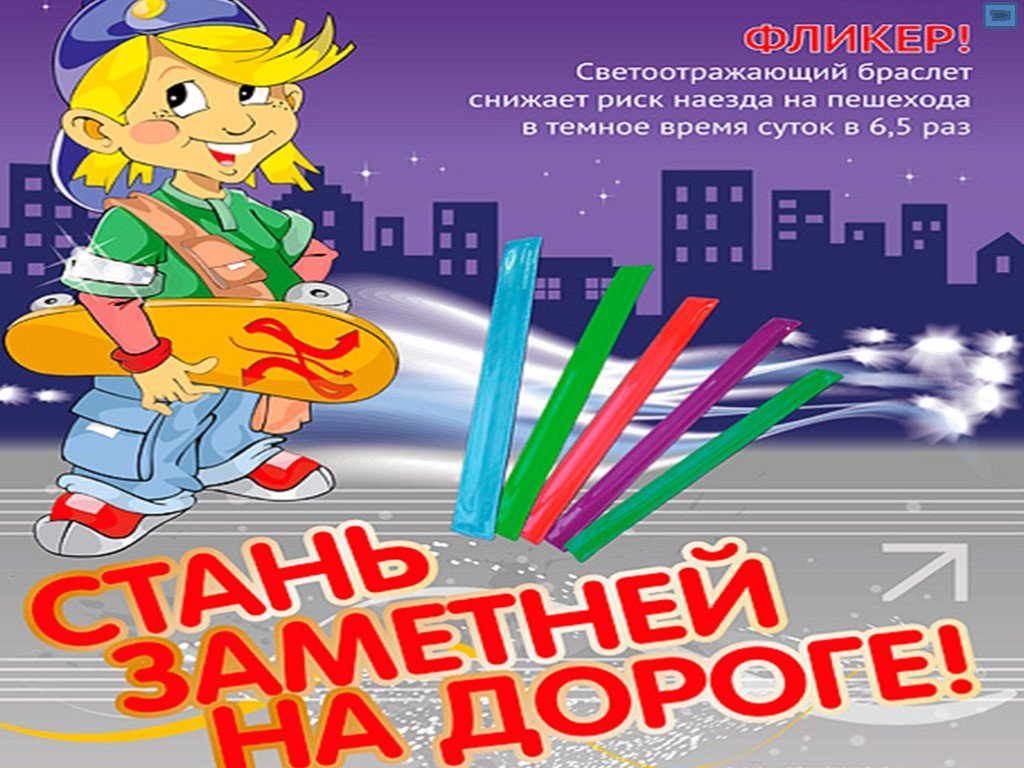 ФЛИКЕР!
Светоотражающий браслет
снижает риск наезда на пешехода
в темное время суток в 6,5 раз
СТАНЬ
ЗАМЕТНЕЙ
НА ДОРОГЕ!